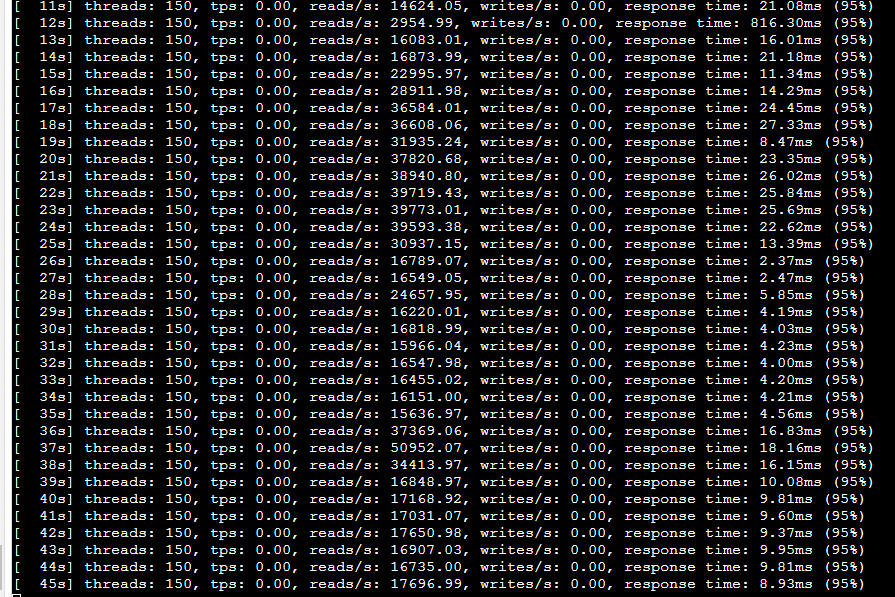 [  11s] threads: 150, tps: 0.00, reads/s: 14624.05, writes/s: 0.00, response time: 21.08ms (95%)
[  12s] threads: 150, tps: 0.00, reads/s: 2954.99, writes/s: 0.00, response time: 816.30ms (95%)
[  13s] threads: 150, tps: 0.00, reads/s: 16083.01, writes/s: 0.00, response time: 16.01ms (95%)
[  14s] threads: 150, tps: 0.00, reads/s: 16873.99, writes/s: 0.00, response time: 21.18ms (95%)
[  15s] threads: 150, tps: 0.00, reads/s: 22995.97, writes/s: 0.00, response time: 11.34ms (95%)
[  16s] threads: 150, tps: 0.00, reads/s: 28911.98, writes/s: 0.00, response time: 14.29ms (95%)
[  17s] threads: 150, tps: 0.00, reads/s: 36584.01, writes/s: 0.00, response time: 24.45ms (95%)
[  18s] threads: 150, tps: 0.00, reads/s: 36608.06, writes/s: 0.00, response time: 27.33ms (95%)
[  19s] threads: 150, tps: 0.00, reads/s: 31935.24, writes/s: 0.00, response time: 8.47ms (95%)
[  20s] threads: 150, tps: 0.00, reads/s: 37820.68, writes/s: 0.00, response time: 23.35ms (95%)
[  21s] threads: 150, tps: 0.00, reads/s: 38940.80, writes/s: 0.00, response time: 26.02ms (95%)
[  22s] threads: 150, tps: 0.00, reads/s: 39719.43, writes/s: 0.00, response time: 25.84ms (95%)
[  23s] threads: 150, tps: 0.00, reads/s: 39773.01, writes/s: 0.00, response time: 25.69ms (95%)
[  24s] threads: 150, tps: 0.00, reads/s: 39593.38, writes/s: 0.00, response time: 22.62ms (95%)
[  25s] threads: 150, tps: 0.00, reads/s: 30937.15, writes/s: 0.00, response time: 13.39ms (95%)
[  26s] threads: 150, tps: 0.00, reads/s: 16789.07, writes/s: 0.00, response time: 2.37ms (95%)
[  27s] threads: 150, tps: 0.00, reads/s: 16549.05, writes/s: 0.00, response time: 2.47ms (95%)
[  28s] threads: 150, tps: 0.00, reads/s: 24657.95, writes/s: 0.00, response time: 5.85ms (95%)
[  29s] threads: 150, tps: 0.00, reads/s: 16220.01, writes/s: 0.00, response time: 4.19ms (95%)
[  30s] threads: 150, tps: 0.00, reads/s: 16818.99, writes/s: 0.00, response time: 4.03ms (95%)
[  31s] threads: 150, tps: 0.00, reads/s: 15966.04, writes/s: 0.00, response time: 4.23ms (95%)
[  32s] threads: 150, tps: 0.00, reads/s: 16547.98, writes/s: 0.00, response time: 4.00ms (95%)
[  33s] threads: 150, tps: 0.00, reads/s: 16455.02, writes/s: 0.00, response time: 4.20ms (95%)
[  34s] threads: 150, tps: 0.00, reads/s: 16151.00, writes/s: 0.00, response time: 4.21ms (95%)
[  35s] threads: 150, tps: 0.00, reads/s: 15636.97, writes/s: 0.00, response time: 4.56ms (95%)
[  36s] threads: 150, tps: 0.00, reads/s: 37369.06, writes/s: 0.00, response time: 16.83ms (95%)
[  37s] threads: 150, tps: 0.00, reads/s: 50952.07, writes/s: 0.00, response time: 18.16ms (95%)
[  38s] threads: 150, tps: 0.00, reads/s: 34413.97, writes/s: 0.00, response time: 16.15ms (95%)
[  39s] threads: 150, tps: 0.00, reads/s: 16848.97, writes/s: 0.00, response time: 10.08ms (95%)
[  40s] threads: 150, tps: 0.00, reads/s: 17168.92, writes/s: 0.00, response time: 9.81ms (95%)
[  41s] threads: 150, tps: 0.00, reads/s: 17031.07, writes/s: 0.00, response time: 9.60ms (95%)
[  42s] threads: 150, tps: 0.00, reads/s: 17650.98, writes/s: 0.00, response time: 9.37ms (95%)
[  43s] threads: 150, tps: 0.00, reads/s: 16907.03, writes/s: 0.00, response time: 9.95ms (95%)
[  44s] threads: 150, tps: 0.00, reads/s: 16735.00, writes/s: 0.00, response time: 9.81ms (95%)
[  45s] threads: 150, tps: 0.00, reads/s: 17696.99, writes/s: 0.00, response time: 8.93ms (95%)